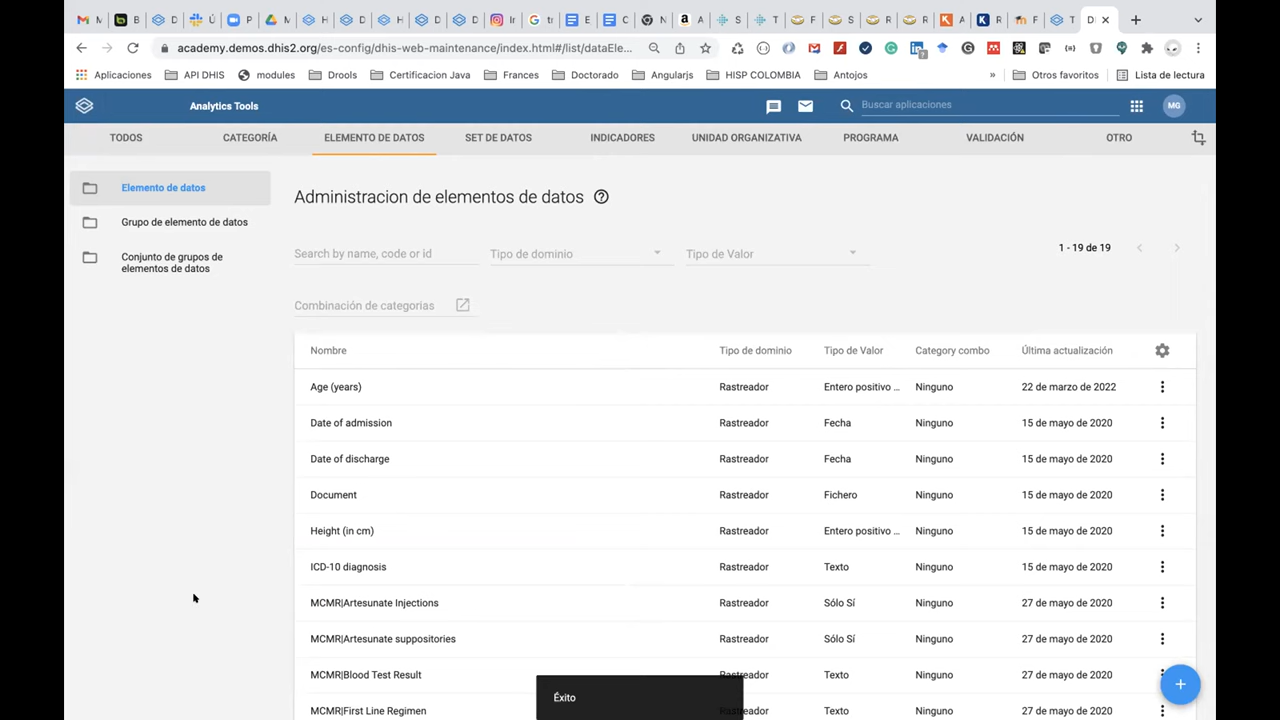 M
B
D
Ú
P
M
H
D
H
D
D
Ir
tr
E
C
N
A
S
T
F
S
R
R
A
R
F
T
D
academy.demos.dhis2.org/es-config/dhis-web-maintenance/index.html#/list/dataEle...
Aplicaciones
API DHIS
modules
Drools
Certificacion Java
Frances
Doctorado
Angularjs
HISP COLOMBIA
Antojos
»
Otros favoritos
Lista de lectura
Analytics Tools
Buscar aplicaciones
MG
TODOS
CATEGORÍA
ELEMENTO DE DATOS
SET DE DATOS
INDICADORES
UNIDAD ORGANIZATIVA
PROGRAMA
VALIDACIÓN
OTRO
Elemento de datos
Grupo de elemento de datos
Conjunto de grupos de
elementos de datos
Administracion de elementos de datos
Search by name, code or id
Tipo de dominio
Tipo de Valor
1 - 19 de 19
Combinación de categorias
Nombre Tipo de dominio Tipo de Valor Category combo Última actualización
Age (years) Rastreador Entero positivo ... Ninguno 22 de marzo de 2022
Date of admission Rastreador Fecha Ninguno 15 de mayo de 2020
Date of discharge Rastreador Fecha Ninguno 15 de mayo de 2020
Document Rastreador Fichero Ninguno 15 de mayo de 2020
Height (in cm) Rastreador Entero positivo ... Ninguno 15 de mayo de 2020
ICD-10 diagnosis Rastreador Texto Ninguno 15 de mayo de 2020
MCMR|Artesunate Injections Rastreador Sólo Sí Ninguno 27 de mayo de 2020
MCMR|Artesunate suppositories Rastreador Sólo Sí Ninguno 27 de mayo de 2020
MCMR|Blood Test Result Rastreador Texto Ninguno 27 de mayo de 2020
MCMR|First Line Regimen Rastreador Texto Ninguno 27 de mayo de 2020
Éxito